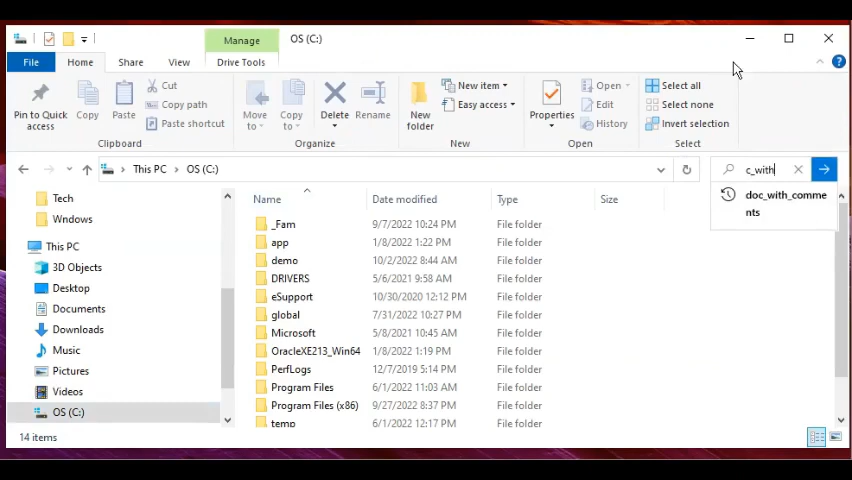 Manage
OS (C:)
File
Home
Share
View
Drive Tools
Pin to Quick
access
Copy
Paste
Cut
Copy path
Paste shortcut
Clipboard
Move
to
Copy
to
Delete
Rename
Organize
New
folder
New item
Easy access
New
Properties
Open
Edit
History
Open
Select all
Select none
Invert selection
Select
This PC
OS (C:)
c_with
doc_with_comme
nts
Tech
Windows
This PC
3D Objects
Desktop
Documents
Downloads
Music
Pictures
Videos
OS (C:)
Name Date modified Type Size
_Fam 9/7/2022 10:24 PM File folder
app 1/8/2022 1:22 PM File folder
demo 10/2/2022 8:44 AM File folder
DRIVERS 5/6/2021 9:58 AM File folder
eSupport 10/30/2020 12:12 PM File folder
global 7/31/2022 10:27 PM File folder
Microsoft 5/8/2021 10:45 AM File folder
OracleXE213_Win64 1/8/2022 1:19 PM File folder
PerfLogs 12/7/2019 5:14 PM File folder
Program Files 6/1/2022 11:03 AM File folder
Program Files (x86) 9/27/2022 8:37 PM File folder
temp 6/1/2022 12:17 PM File folder
14 items